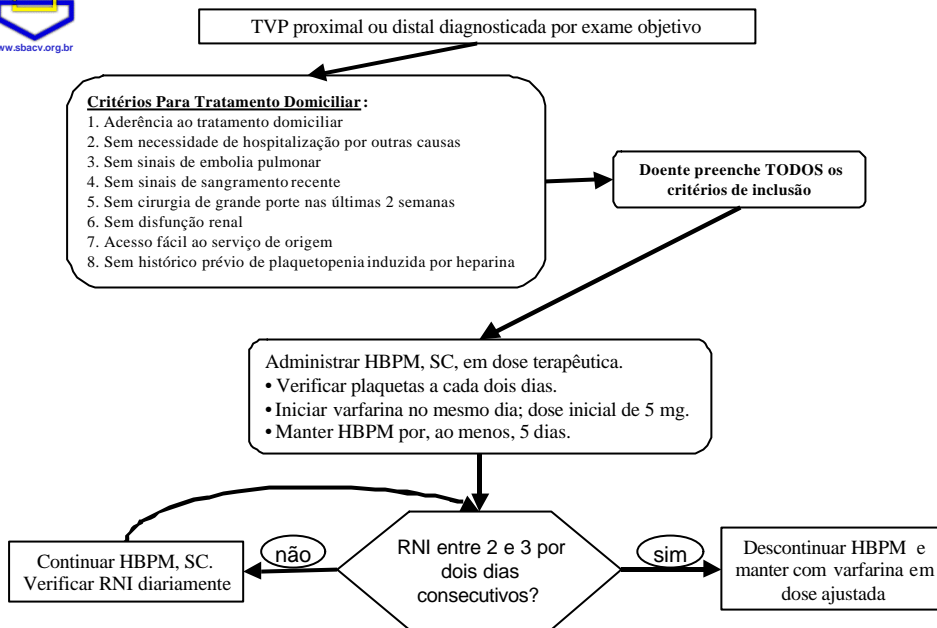 www.sbacv.org.br
TVP proximal ou distal diagnosticada por exame objetivo
Critérios Para Tratamento Domiciliar:
1. Aderência ao tratamento domiciliar
2. Sem necessidade de hospitalização por outras causas
3. Sem sinais de embolia pulmonar
4. Sem sinais de sangramento recente
5. Sem cirurgia de grande porte nas últimas 2 semanas
6. Sem disfunção renal
7. Acesso fácil ao serviço de origem
8. Sem histórico prévio de plaquetopenia induzida por heparina
Doente preenche TODOS os
critérios de inclusão
Administrar HBPM, SC, em dose terapêutica.
• Verificar plaquetas a cada dois dias.
• Iniciar varfarina no mesmo dia; dose inicial de 5 mg.
• Manter HBPM por, ao menos, 5 dias.
RNI entre 2 e 3 por
dois dias
consecutivos?
não
Continuar HBPM, SC.
Verificar RNI diariamente
sim
Descontinuar HBPM e
manter com varfarina em
dose ajustada